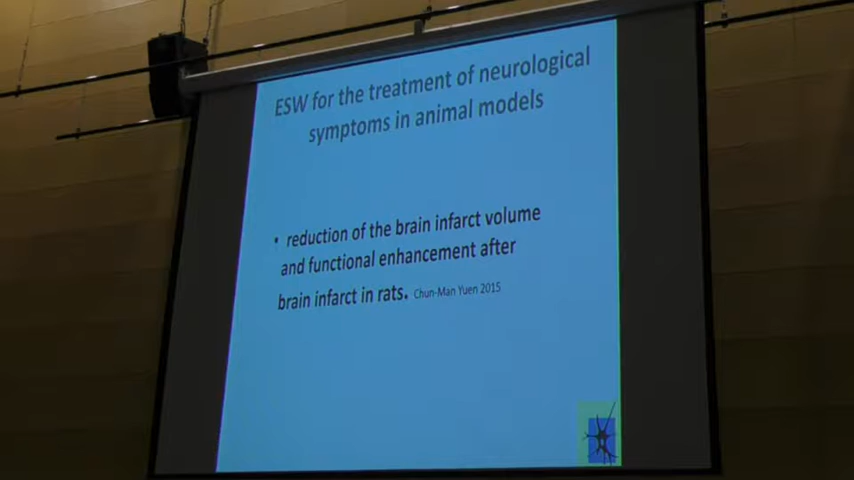 ESW for the treatment of neurological
symptoms in animal models
• reduction of the brain infarct volume
and functional enhancement after
brain infarct in rats. Chun-Man Yuen 2015